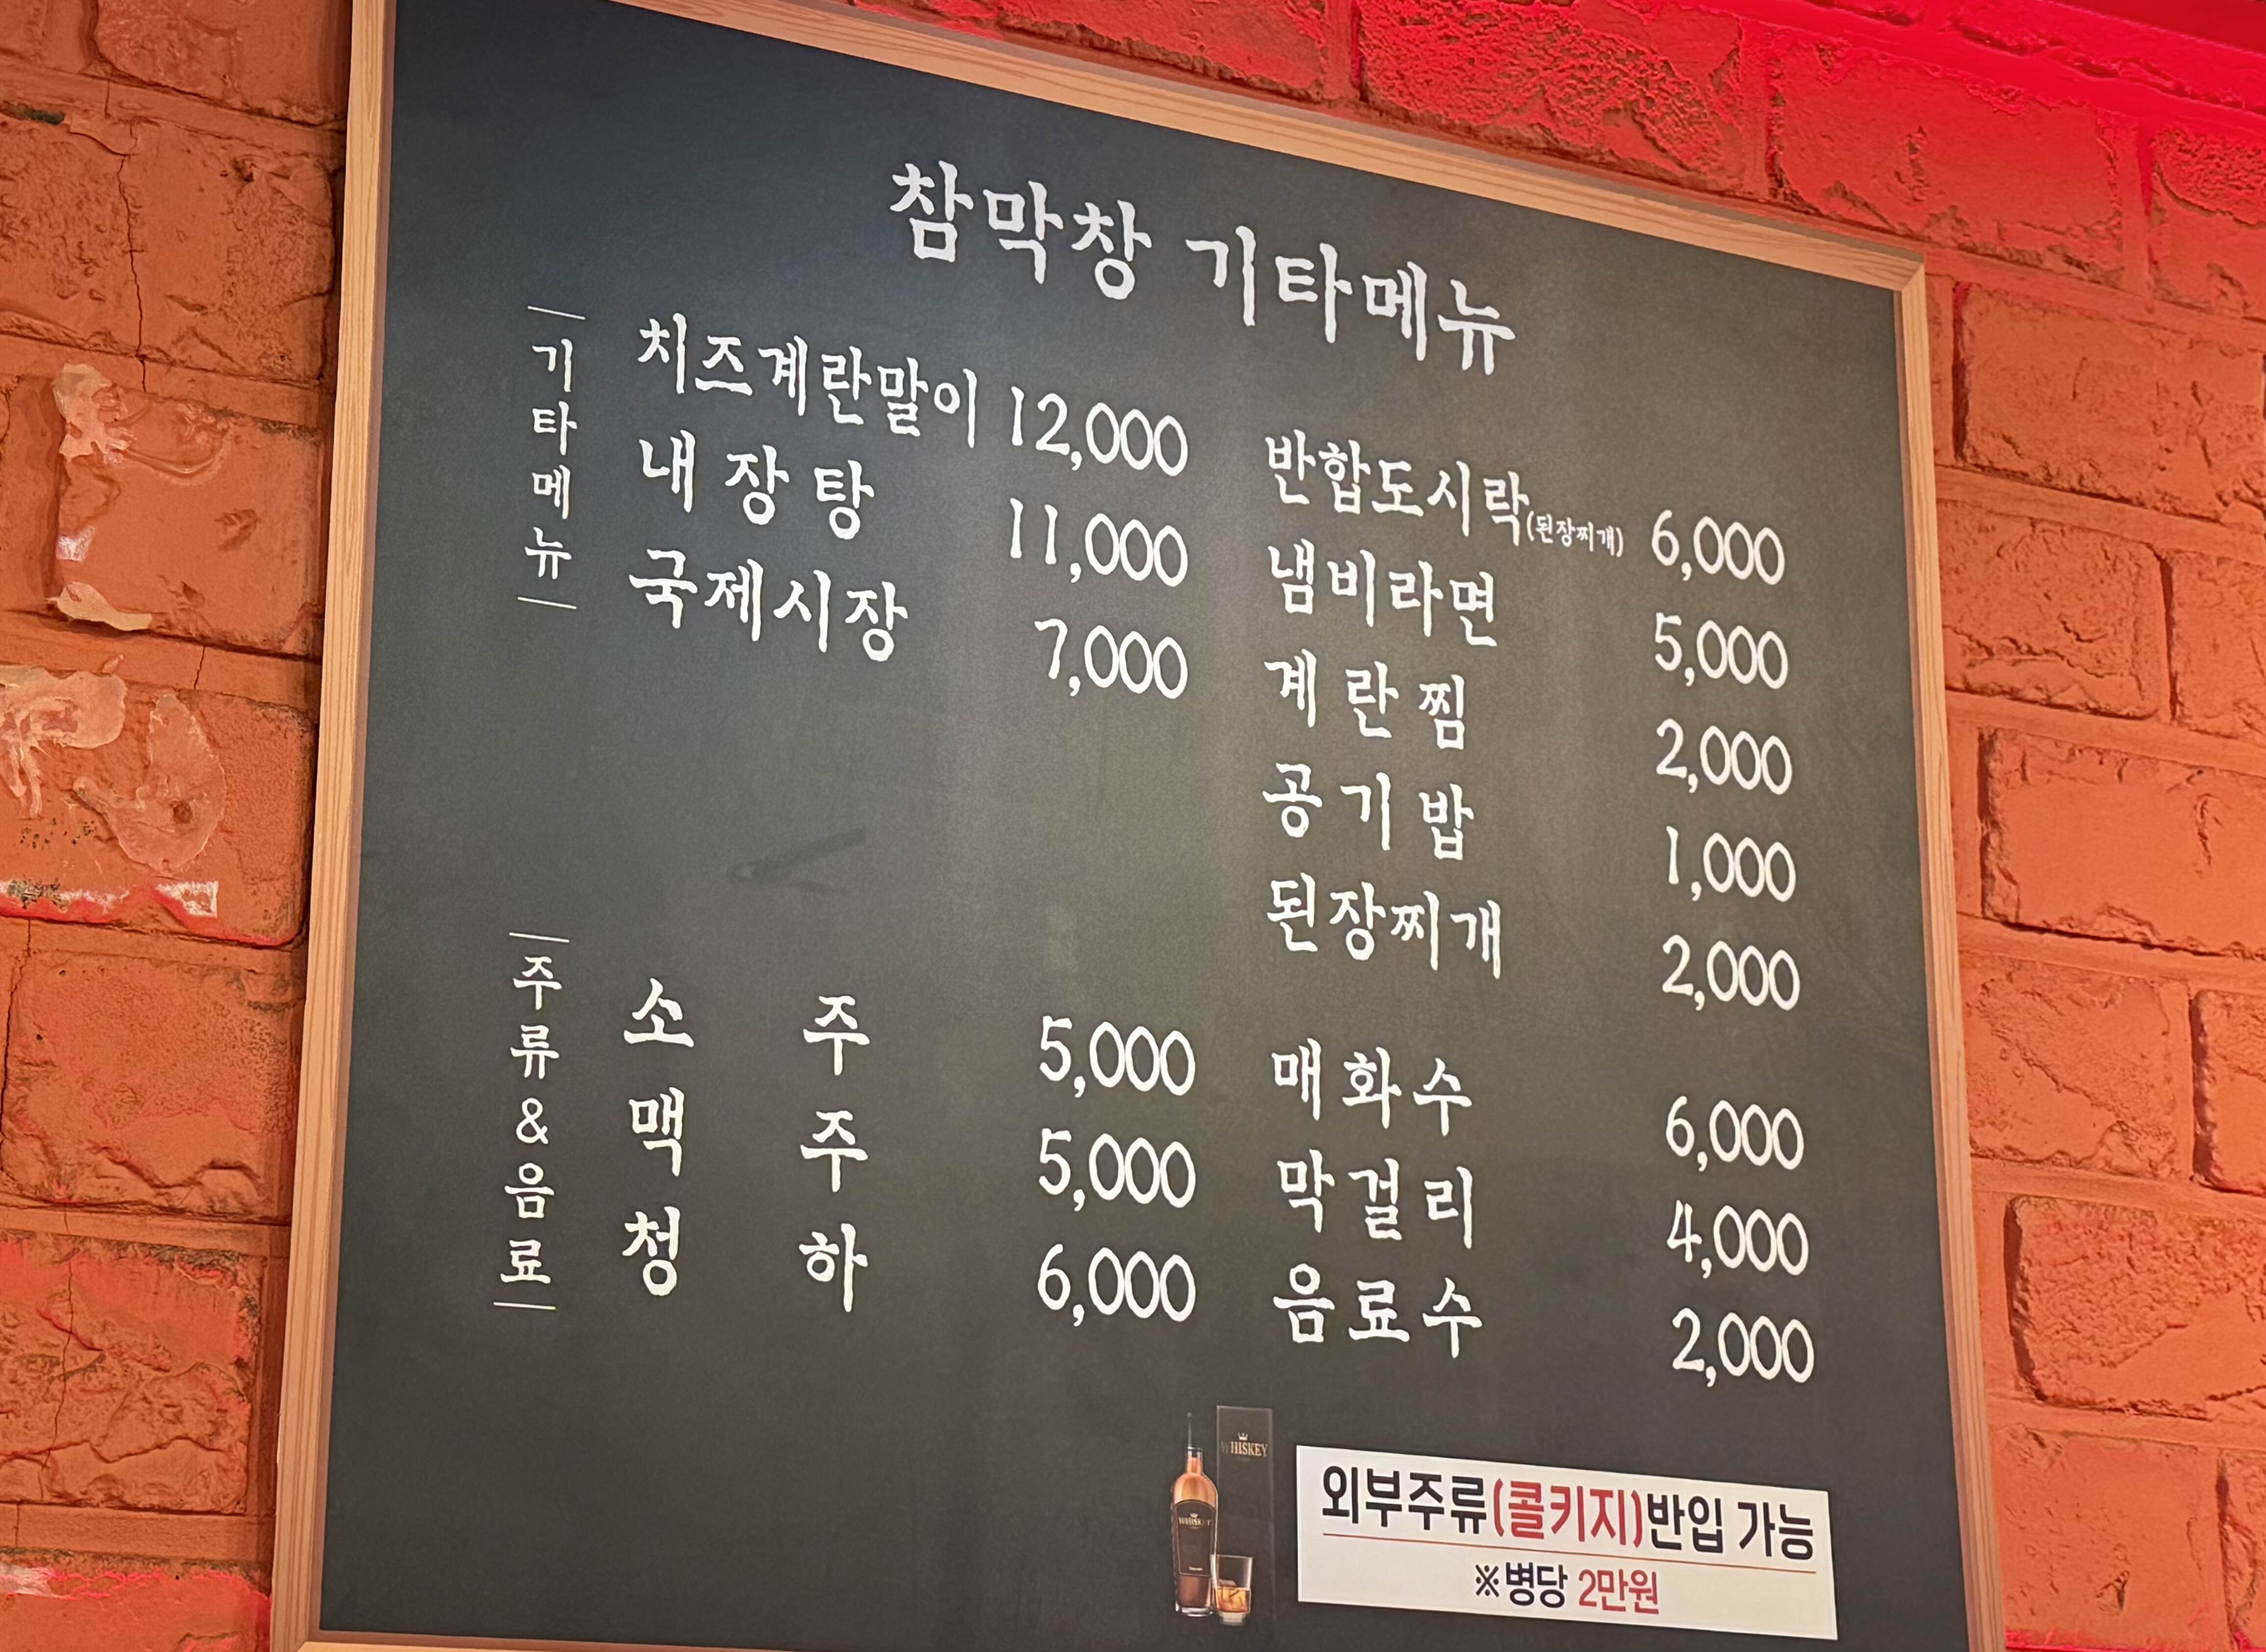 참막창 기타메뉴
기타메뉴
치즈계란말이 12,000
내장탕 11,000
국제시장 7,000
반합도시락(된장찌개) 6,000
냄비라면 5,000
계란찜 2,000
공기밥 1,000
된장찌개 2,000
주류&음료
소주 5,000
맥주 5,000
청하 6,000
매화수 6,000
막걸리 4,000
음료수 2,000
WHISKEY
WHISKEY
외부주류(콜키지)반입 가능
※병당 2만원